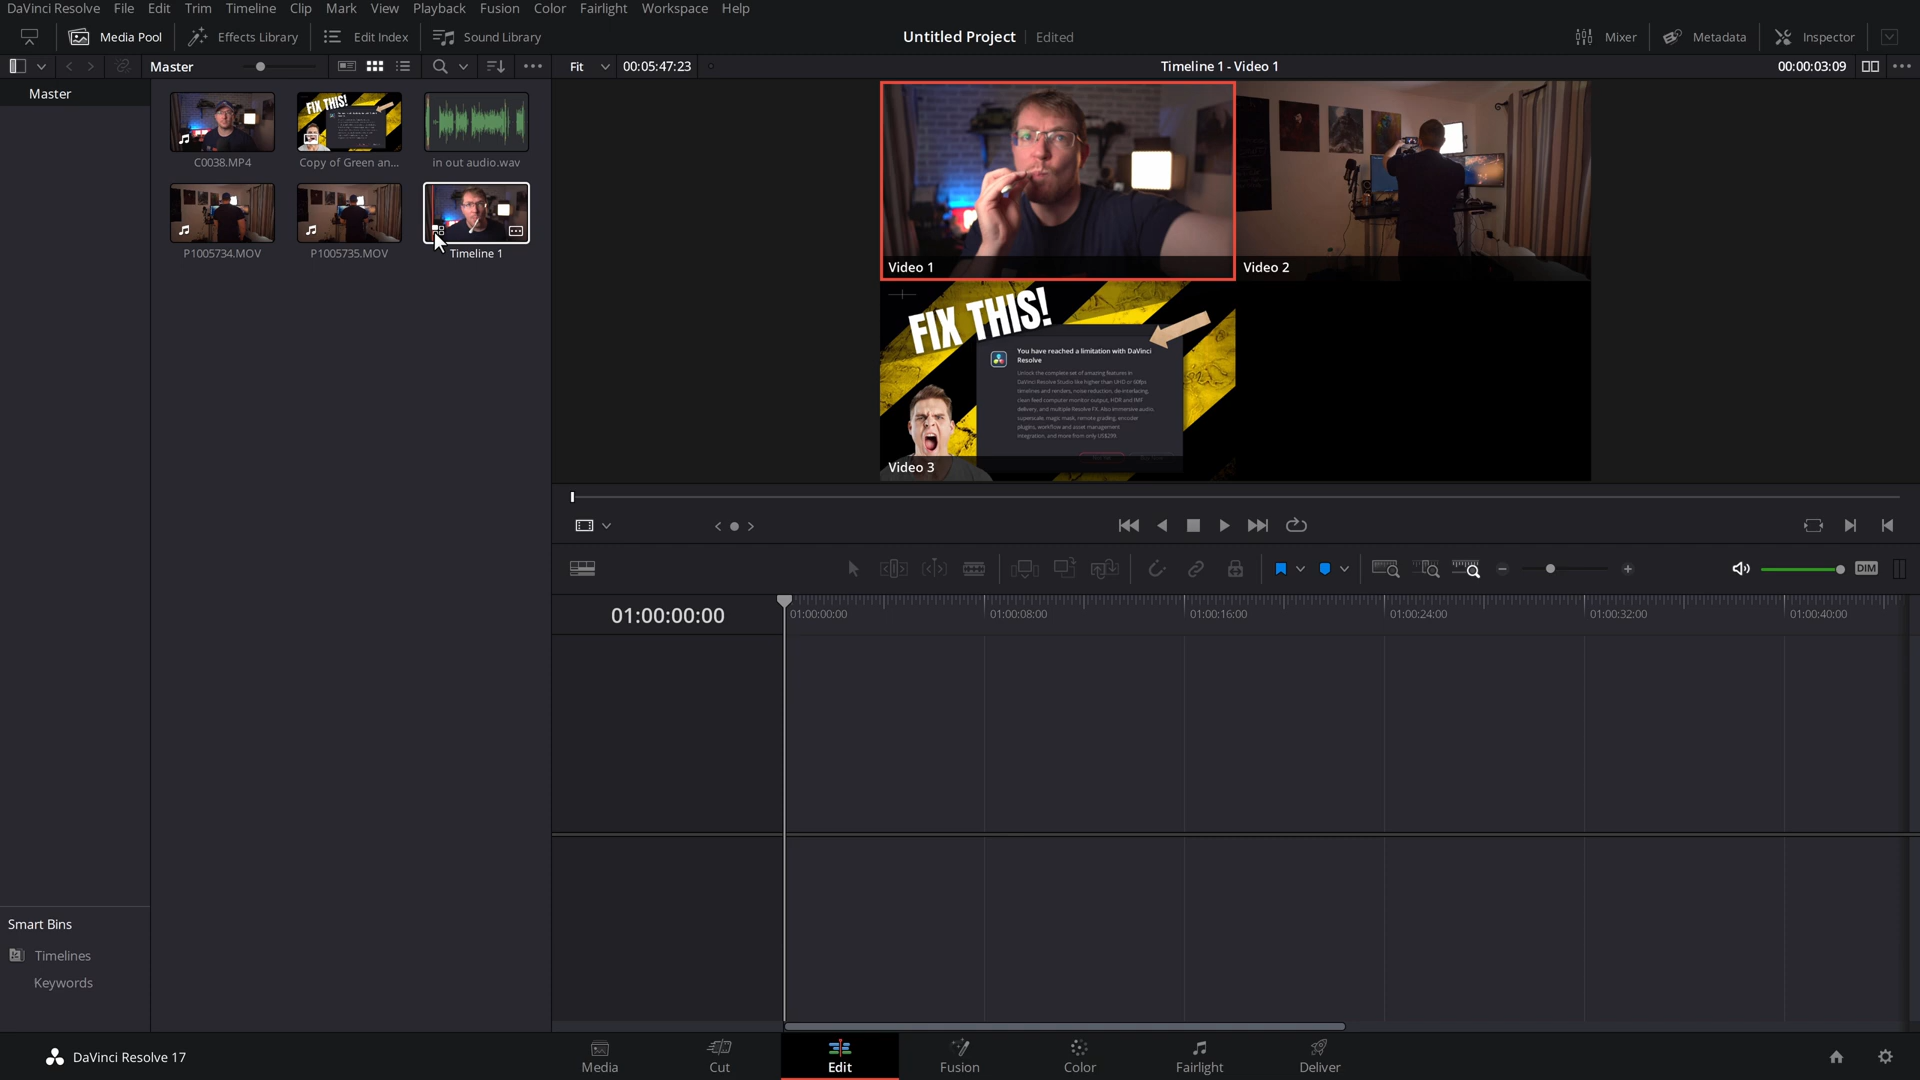 DaVinci Resolve File Edit Trim Timeline Clip Mark View Playback Fusion Color Fairlight Workspace Help
Media Pool Effects Library Edit Index Sound Library Untitled Project Edited Mixer Metadata Inspector
Master Fit 00:05:47:23 Timeline 1 - Video 1 00:00:03:09
Master
C0038.MP4 Copy of Green an... in out audio.wav
P1005734.MOV P1005735.MOV Timeline 1
Video 1 Video 2
FIX THIS!
You have reached a limitation with DaVinci
Resolve
Unlock the complete set of amazing features in
DaVinci Resolve Studio like higher than UHD or 60fps
timelines and renders, noise reduction, de-interlacing,
clean feed computer monitor output, HDR and IMF
delivery, and multiple Resolve FX. Also immersive audio,
superscale, magic mask, remote grading, encoder
plugins, workflow and asset management
integration, and more from only US$299.
Video 3
DIM
01:00:00:00 01:00:00:00 01:00:08:00 01:00:16:00 01:00:24:00 01:00:32:00 01:00:40:00
Smart Bins
Timelines
Keywords
DaVinci Resolve 17 Media Cut Edit Fusion Color Fairlight Deliver